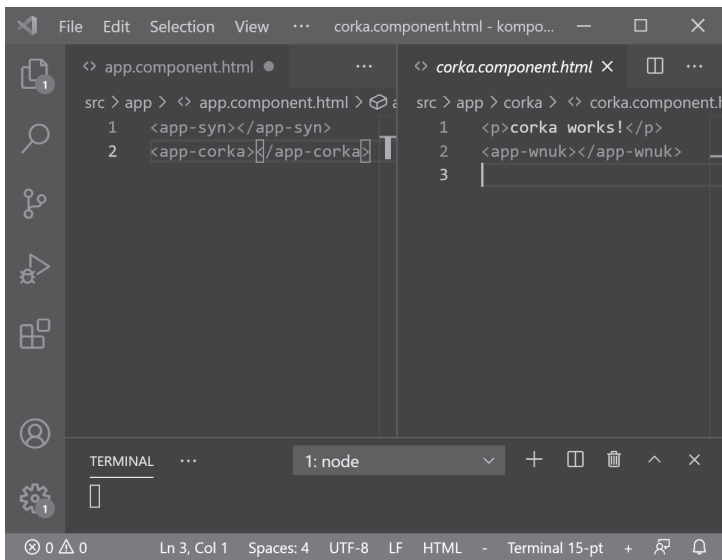 File Edit Selection View ··· corka.component.html - kompo...
<> app.component.html ● ···
src > app > <> app.component.html > a
1 <app-syn></app-syn>
2 <app-corka></app-corka>
<> corka.component.html × ···
src > app > corka > <> corka.component.h
1 <p>corka works!</p>
2 <app-wnuk></app-wnuk>
3
1
1
TERMINAL ··· 1: node
0 0 Ln 3, Col 1 Spaces: 4 UTF-8 LF HTML - Terminal 15-pt +